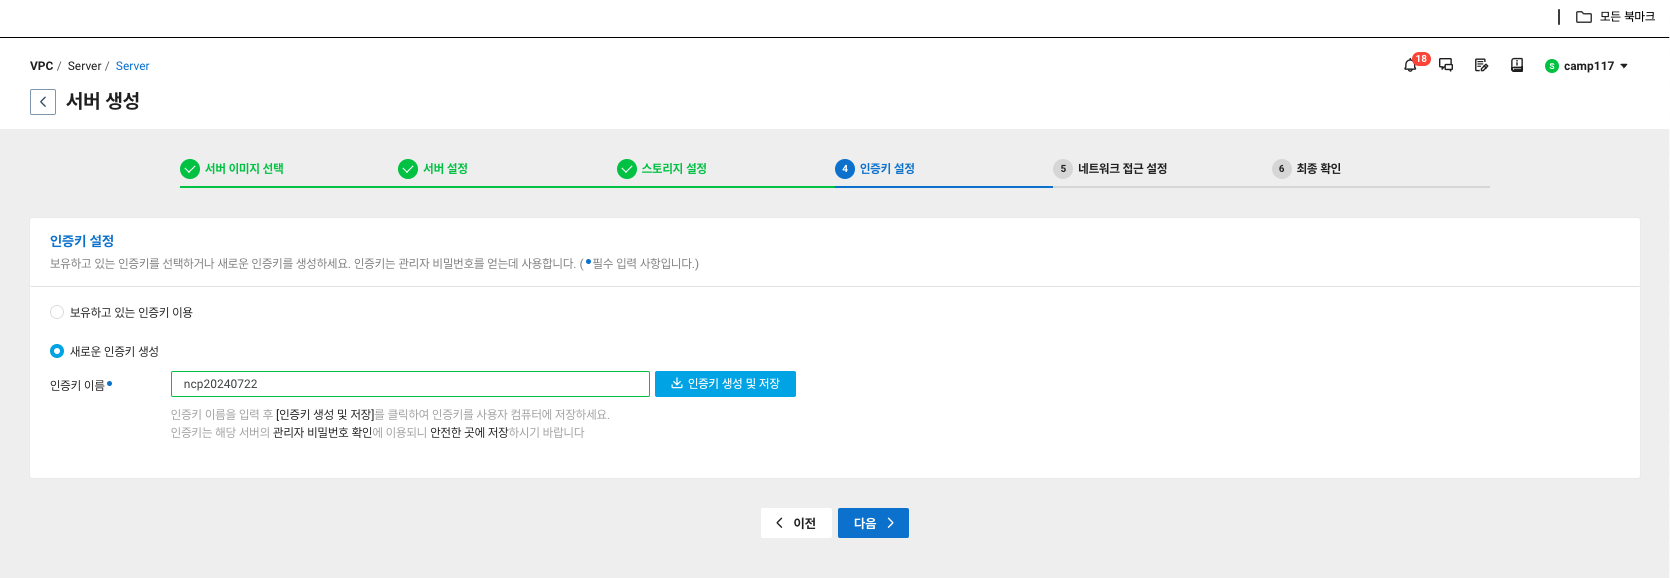 모든 북마크
VPC / Server / Server
18
S camp117
서버 생성
서버 이미지 선택
서버 설정
스토리지 설정
4 인증키 설정
5 네트워크 접근 설정
6 최종 확인
인증키 설정
보유하고 있는 인증키를 선택하거나 새로운 인증키를 생성하세요. 인증키는 관리자 비밀번호를 얻는데 사용합니다. (•필수 입력 사항입니다.)
보유하고 있는 인증키 이용
새로운 인증키 생성
인증키 이름•
ncp20240722
인증키 생성 및 저장
인증키 이름을 입력 후 [인증키 생성 및 저장]를 클릭하여 인증키를 사용자 컴퓨터에 저장하세요.
인증키는 해당 서버의 관리자 비밀번호 확인에 이용되니 안전한 곳에 저장하시기 바랍니다
이전
다음